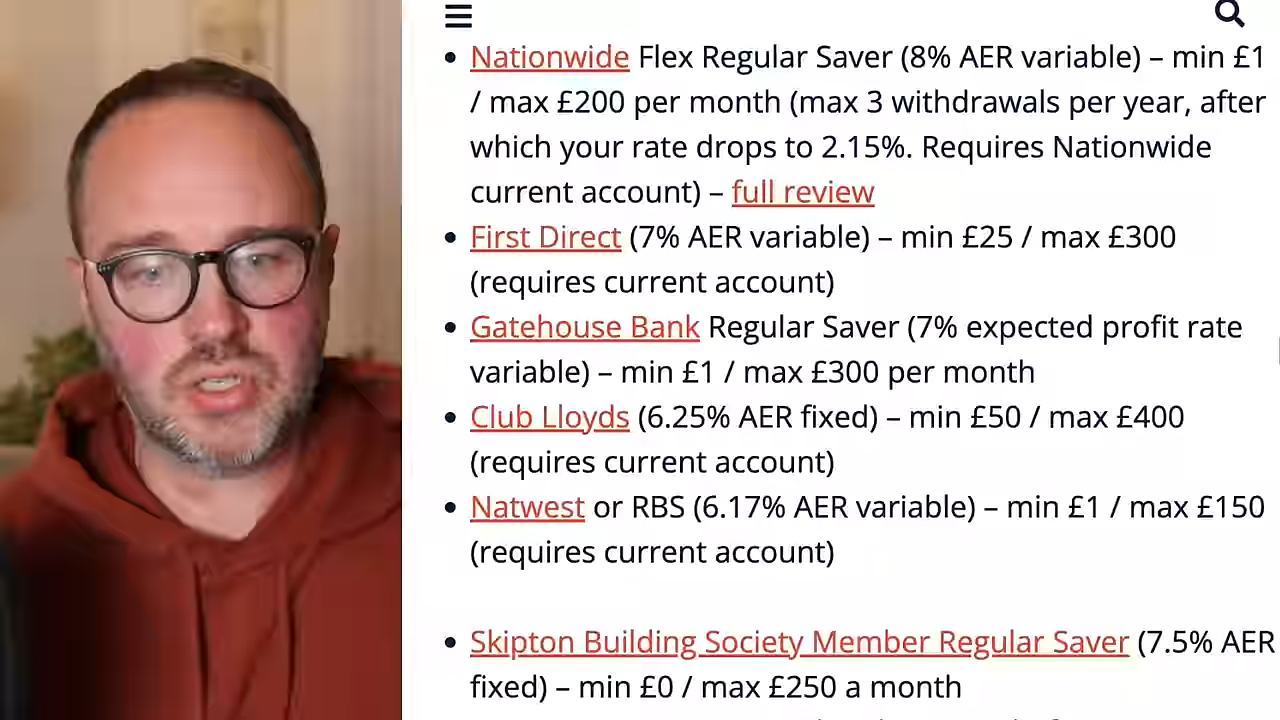 • Nationwide Flex Regular Saver (8% AER variable) – min £1
/ max £200 per month (max 3 withdrawals per year, after
which your rate drops to 2.15%. Requires Nationwide
current account) – full review
• First Direct (7% AER variable) – min £25 / max £300
(requires current account)
• Gatehouse Bank Regular Saver (7% expected profit rate
variable) – min £1 / max £300 per month
• Club Lloyds (6.25% AER fixed) – min £50 / max £400
(requires current account)
• Natwest or RBS (6.17% AER variable) – min £1 / max £150
(requires current account)
• Skipton Building Society Member Regular Saver (7.5% AER
fixed) – min £0 / max £250 a month